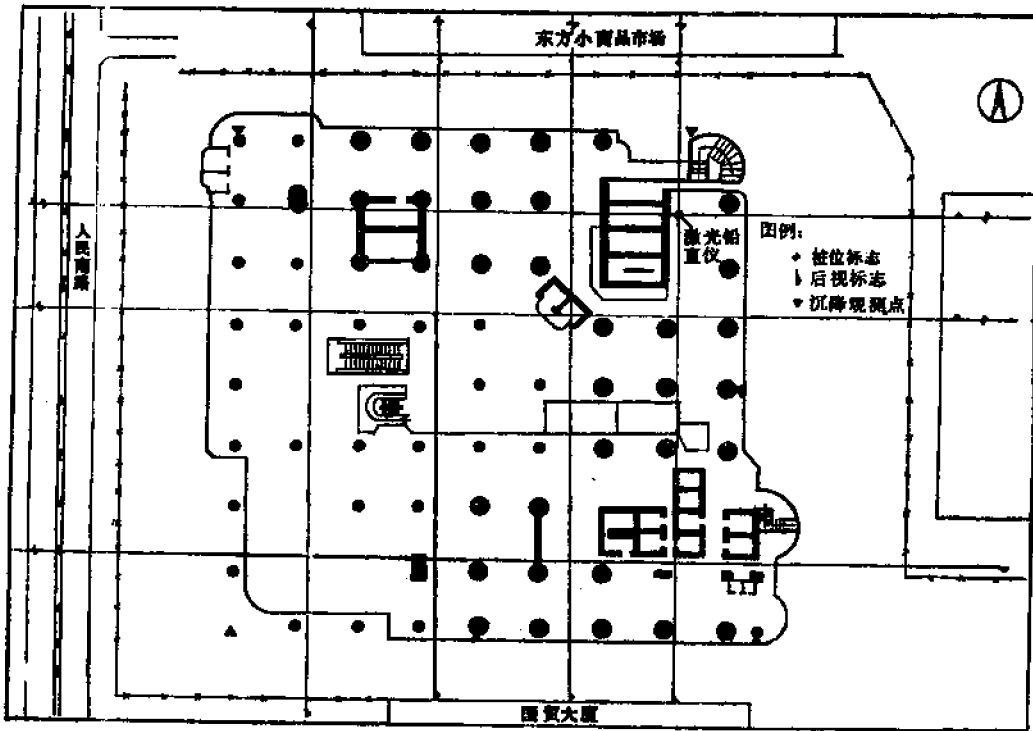 东方小商品市场
人民南路
激光铅
直仪
图例：
桩位标志
后视标志
沉降观测点
国贸大厦